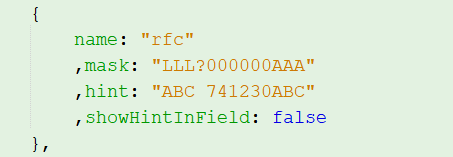 {
name: "rfc"
,mask: "LLL?000000AAA"
,hint: "ABC 741230ABC"
,showHintInField: false
},